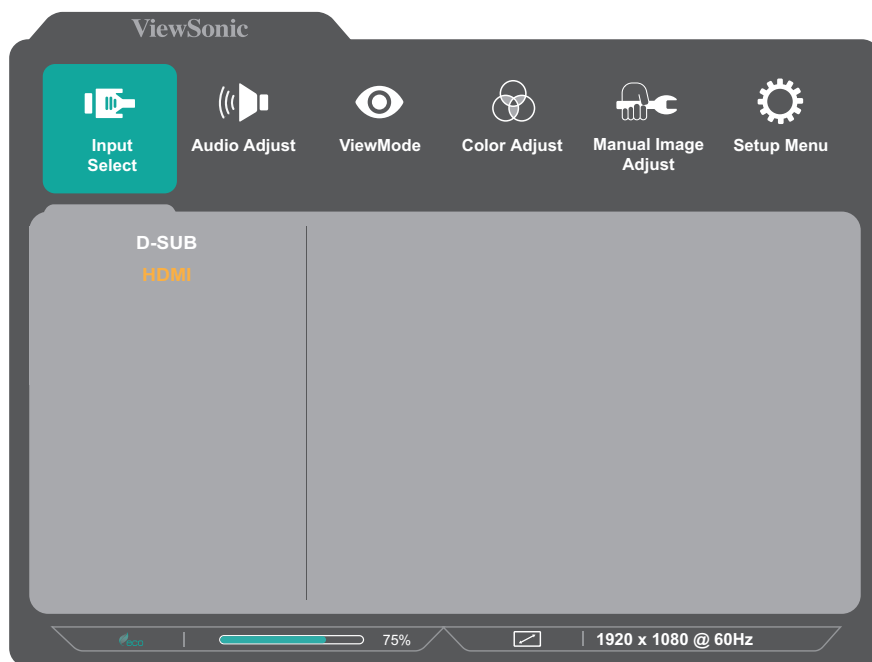 ViewSonic
Input
Select
Audio Adjust
ViewMode
Color Adjust
Manual Image
Adjust
Setup Menu
D-SUB
HDMI
eco
75%
1920 x 1080 @ 60Hz